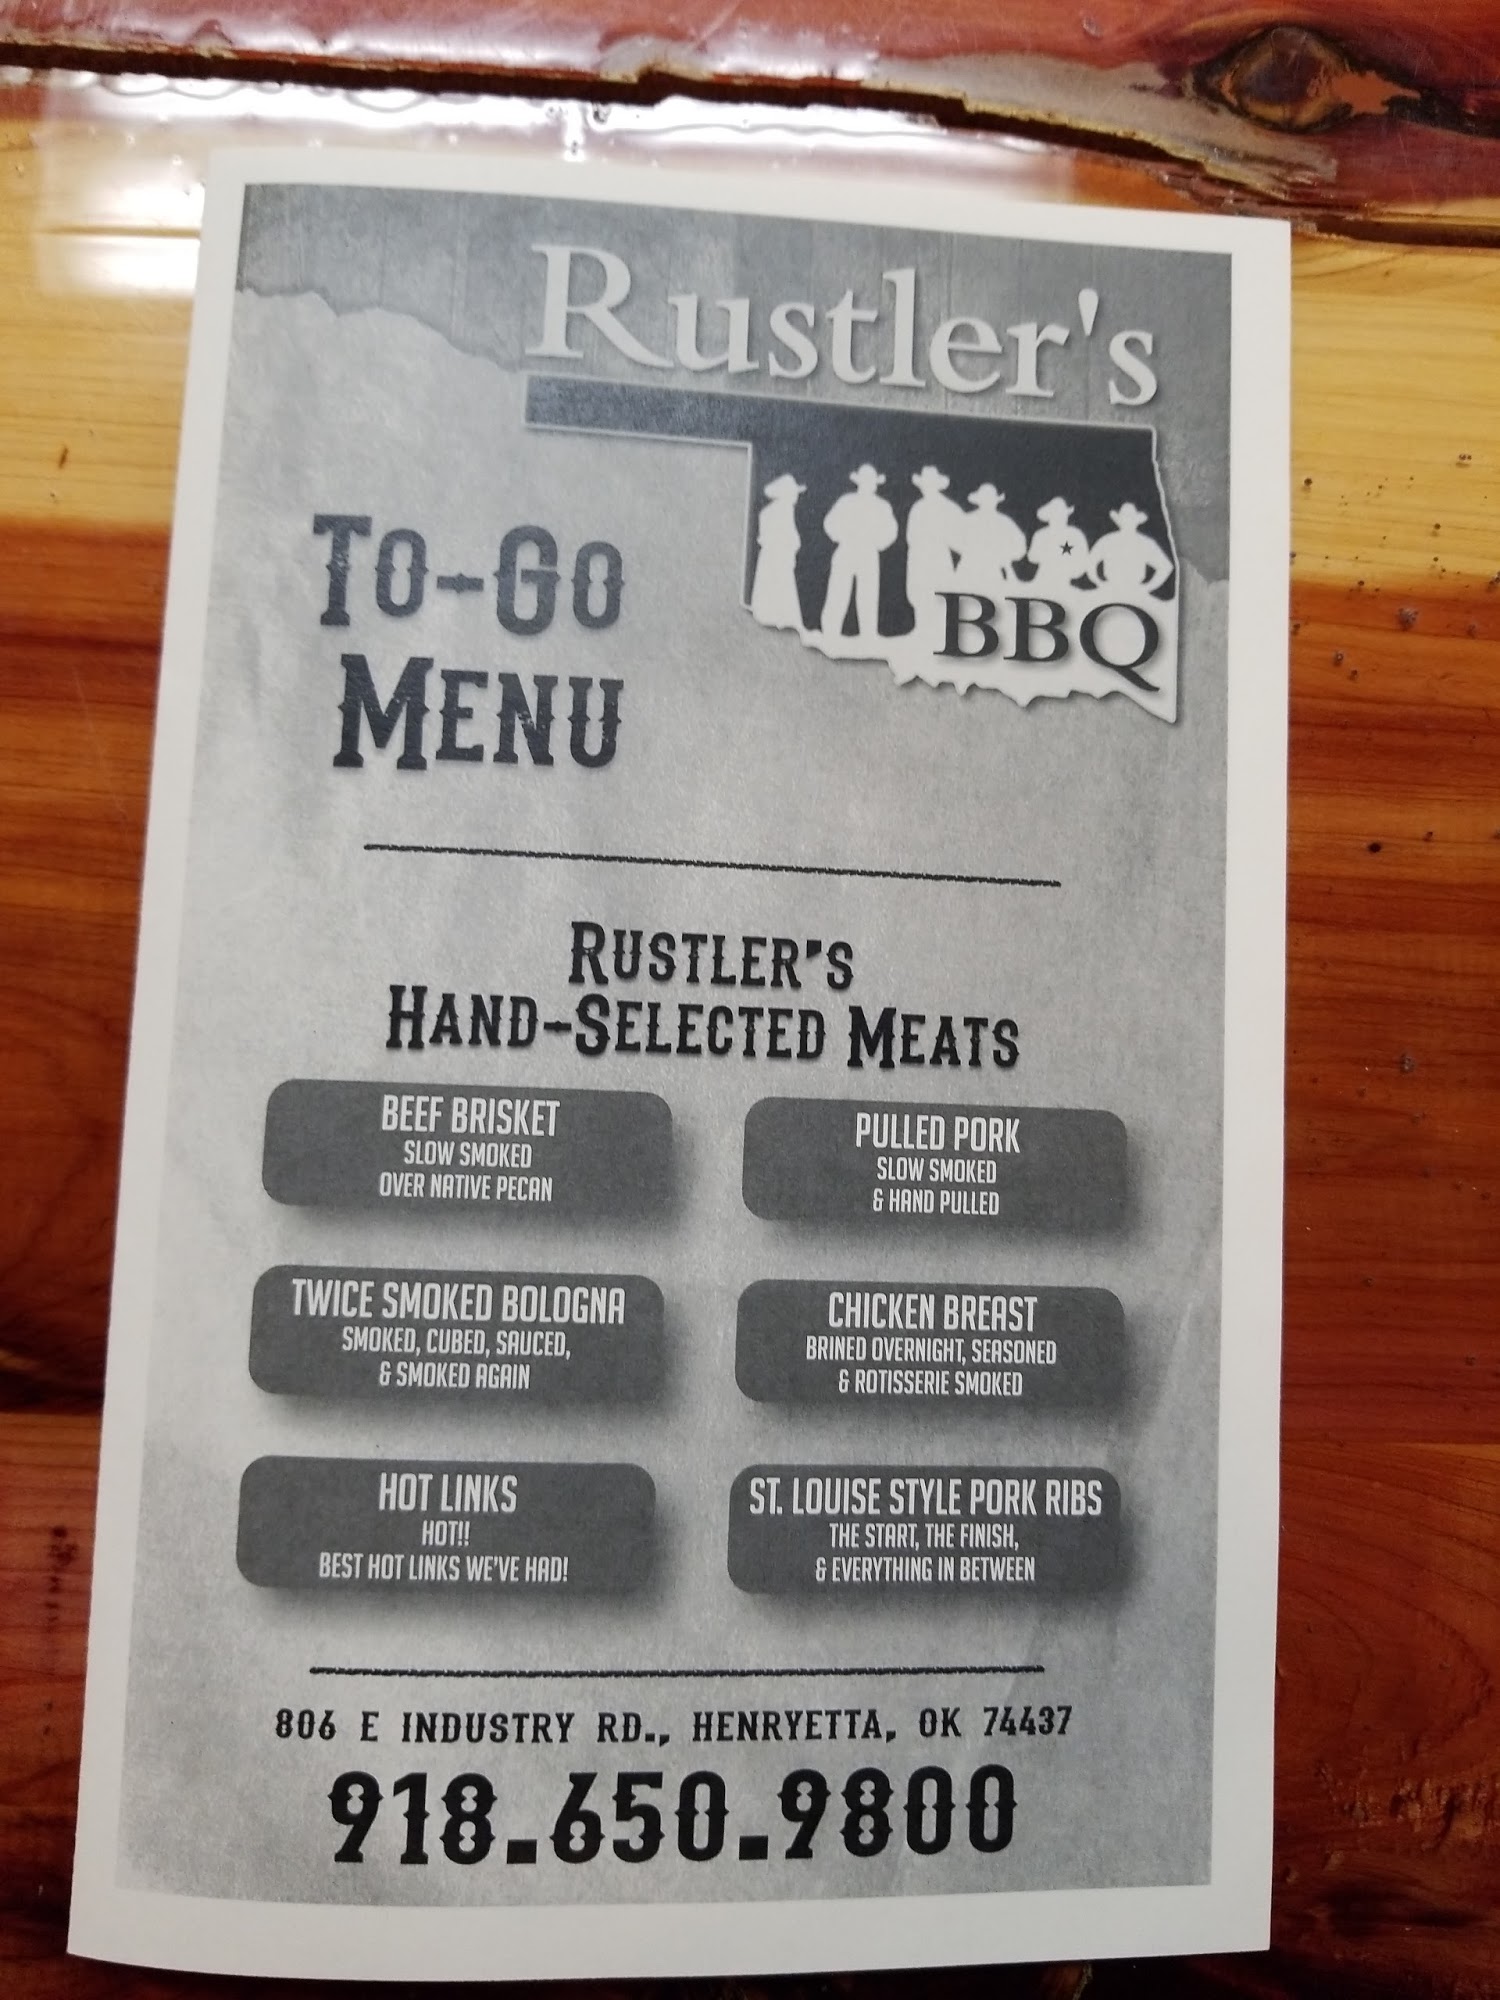 Rustler's
BBQ
TO-GO
MENU
RUSTLER'S
HAND-SELECTED MEATS
BEEF BRISKET
SLOW SMOKED
OVER NATIVE PECAN
PULLED PORK
SLOW SMOKED
& HAND PULLED
TWICE SMOKED BOLOGNA
SMOKED, CUBED, SAUCED,
& SMOKED AGAIN
CHICKEN BREAST
BRINED OVERNIGHT, SEASONED
& ROTISSERIE SMOKED
HOT LINKS
HOT!!
BEST HOT LINKS WE'VE HAD!
ST. LOUISE STYLE PORK RIBS
THE START, THE FINISH,
& EVERYTHING IN BETWEEN
806 E INDUSTRY RD., HENRYETTA, OK 74437
918.650.9800